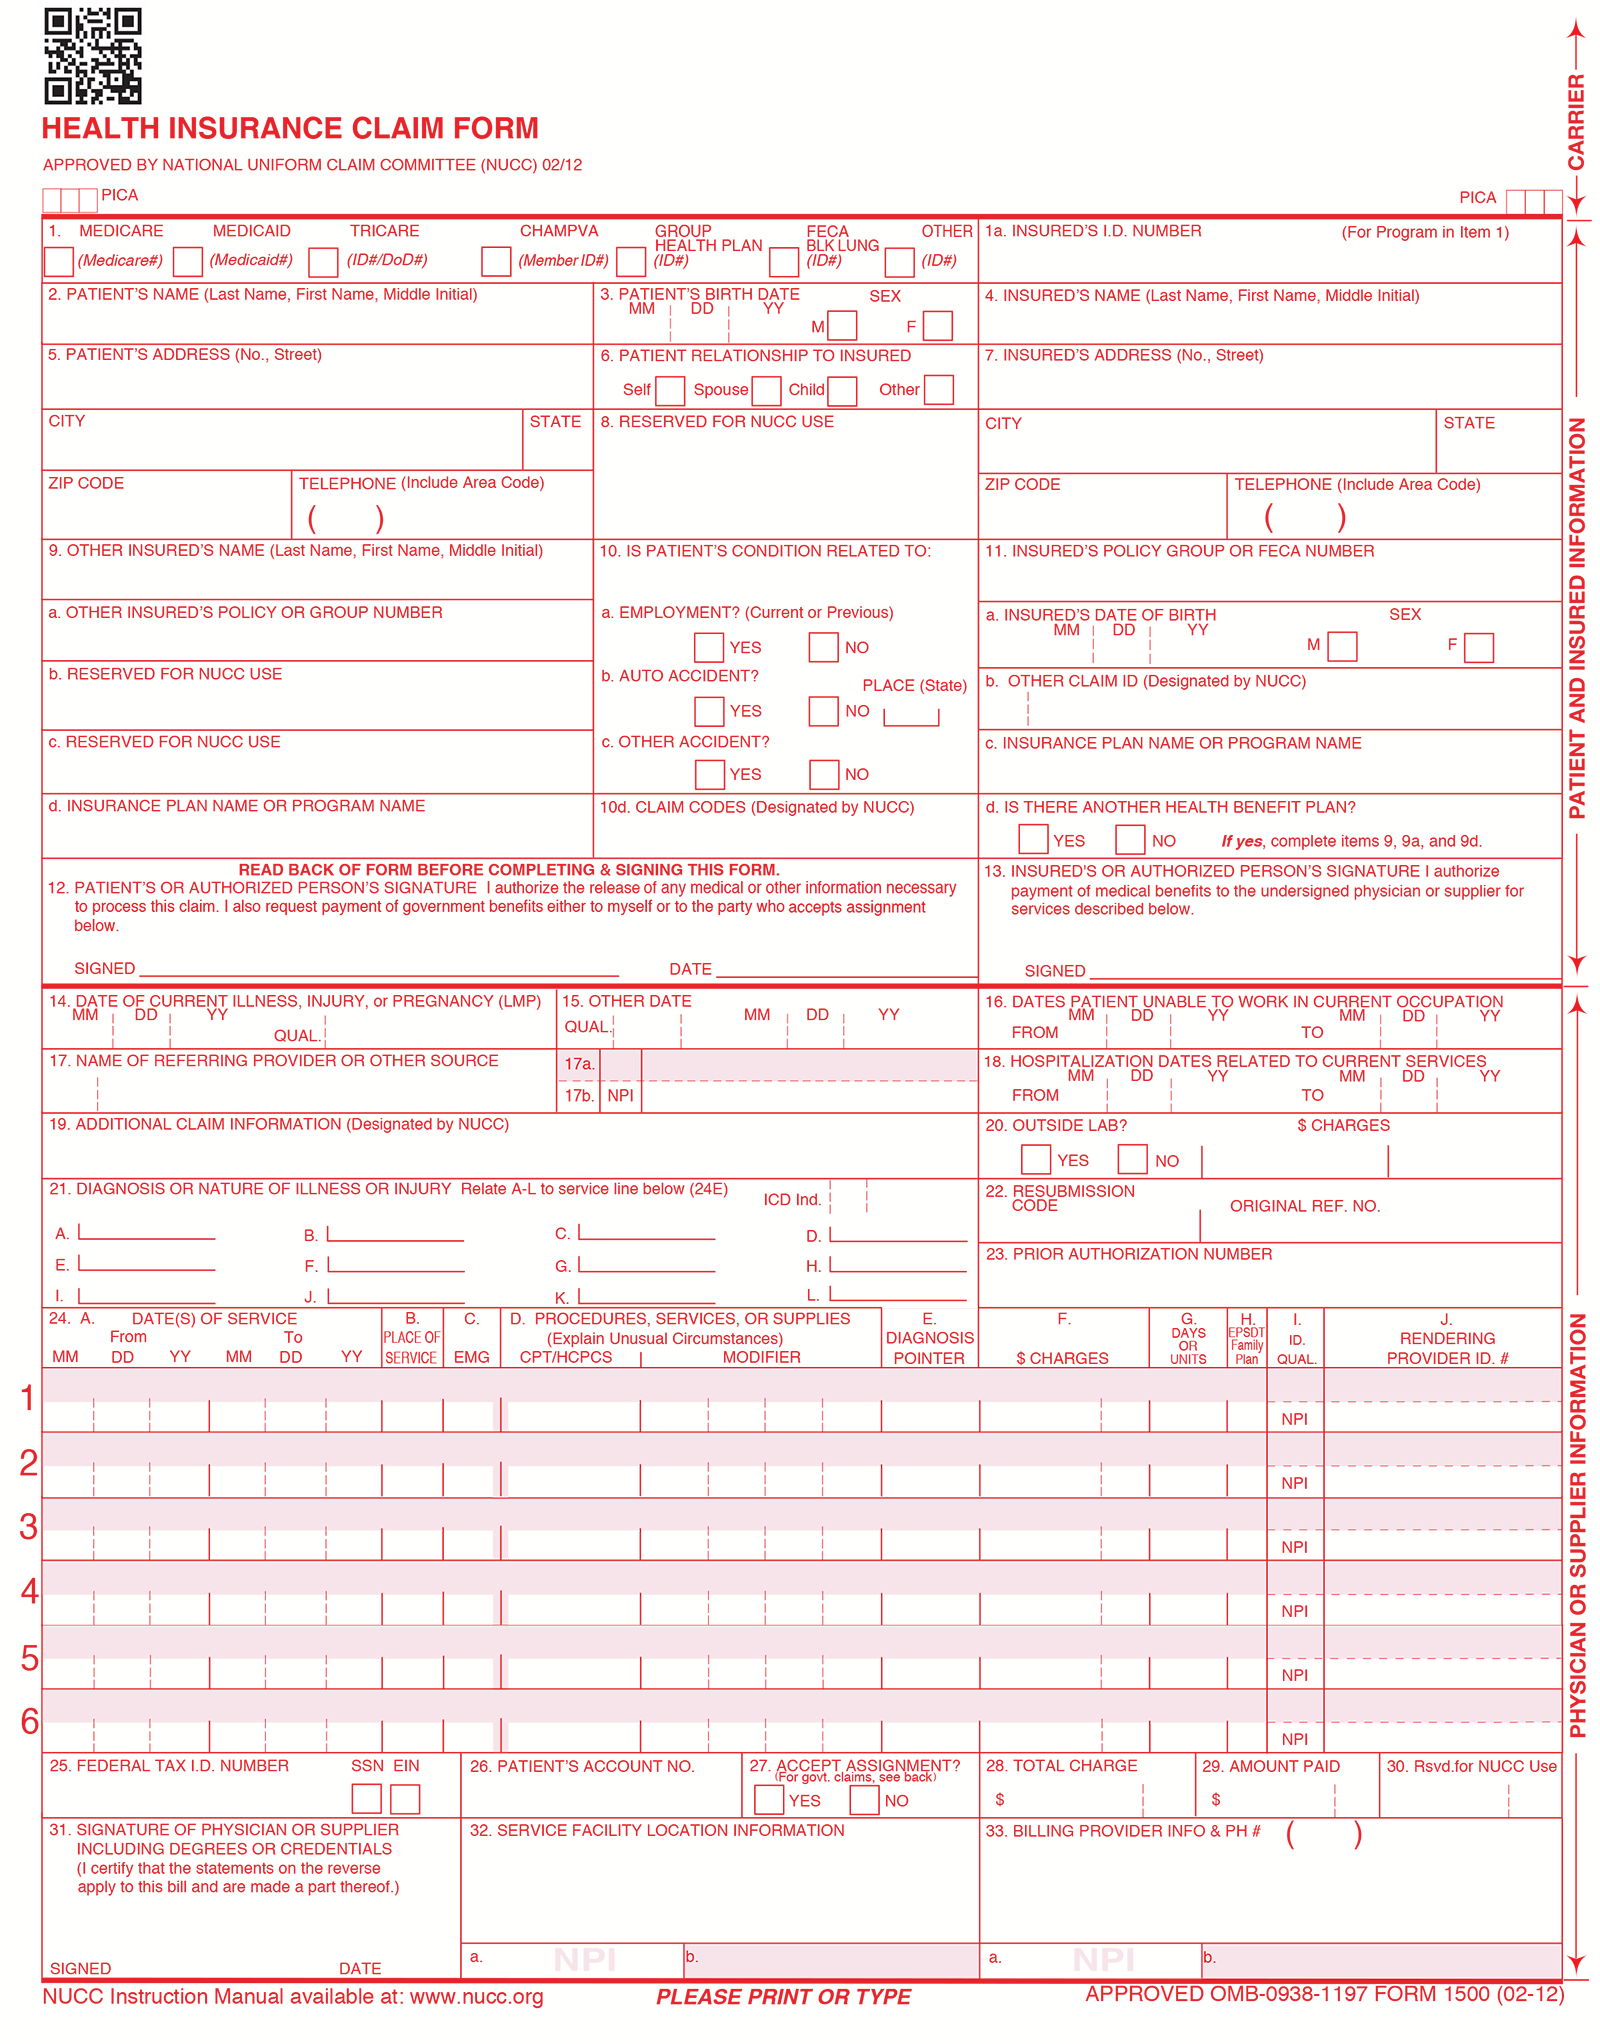 HEALTH INSURANCE CLAIM FORM
APPROVED BY NATIONAL UNIFORM CLAIM COMMITTEE (NUCC) 02/12
PICA
PICA
CARRIER
1. MEDICARE MEDICAID TRICARE CHAMPVA GROUP HEALTH PLAN FECA BLK LUNG OTHER
(Medicare#) (Medicaid#) (ID#/DoD#) (Member ID#) (ID#) (ID#) (ID#)
1a. INSURED'S I.D. NUMBER (For Program in Item 1)
2. PATIENT'S NAME (Last Name, First Name, Middle Initial)
3. PATIENT'S BIRTH DATE SEX
MM DD YY M F
4. INSURED'S NAME (Last Name, First Name, Middle Initial)
5. PATIENT'S ADDRESS (No., Street)
6. PATIENT RELATIONSHIP TO INSURED
Self Spouse Child Other
7. INSURED'S ADDRESS (No., Street)
CITY STATE
8. RESERVED FOR NUCC USE
CITY STATE
ZIP CODE TELEPHONE (Include Area Code)
( )
ZIP CODE TELEPHONE (Include Area Code)
( )
9. OTHER INSURED'S NAME (Last Name, First Name, Middle Initial)
10. IS PATIENT'S CONDITION RELATED TO:
11. INSURED'S POLICY GROUP OR FECA NUMBER
a. OTHER INSURED'S POLICY OR GROUP NUMBER
a. EMPLOYMENT? (Current or Previous)
YES NO
a. INSURED'S DATE OF BIRTH SEX
MM DD YY M F
b. RESERVED FOR NUCC USE
b. AUTO ACCIDENT? PLACE (State)
YES NO
b. OTHER CLAIM ID (Designated by NUCC)
c. RESERVED FOR NUCC USE
c. OTHER ACCIDENT?
YES NO
c. INSURANCE PLAN NAME OR PROGRAM NAME
d. INSURANCE PLAN NAME OR PROGRAM NAME
10d. CLAIM CODES (Designated by NUCC)
d. IS THERE ANOTHER HEALTH BENEFIT PLAN?
YES NO If yes, complete items 9, 9a, and 9d.
READ BACK OF FORM BEFORE COMPLETING & SIGNING THIS FORM.
12. PATIENT'S OR AUTHORIZED PERSON'S SIGNATURE I authorize the release of any medical or other information necessary
to process this claim. I also request payment of government benefits either to myself or to the party who accepts assignment
below.
SIGNED DATE
13. INSURED'S OR AUTHORIZED PERSON'S SIGNATURE I authorize
payment of medical benefits to the undersigned physician or supplier for
services described below.
SIGNED
PATIENT AND INSURED INFORMATION
14. DATE OF CURRENT ILLNESS, INJURY, or PREGNANCY (LMP)
MM DD YY QUAL.
15. OTHER DATE
QUAL. MM DD YY
16. DATES PATIENT UNABLE TO WORK IN CURRENT OCCUPATION
MM DD YY MM DD YY
FROM TO
17. NAME OF REFERRING PROVIDER OR OTHER SOURCE
17a.
17b. NPI
18. HOSPITALIZATION DATES RELATED TO CURRENT SERVICES
MM DD YY MM DD YY
FROM TO
19. ADDITIONAL CLAIM INFORMATION (Designated by NUCC)
20. OUTSIDE LAB? $ CHARGES
YES NO
21. DIAGNOSIS OR NATURE OF ILLNESS OR INJURY Relate A-L to service line below (24E) ICD Ind.
A. B. C. D.
E. F. G. H.
I. J. K. L.
22. RESUBMISSION
CODE ORIGINAL REF. NO.
23. PRIOR AUTHORIZATION NUMBER
24. A. DATE(S) OF SERVICE
From To
MM DD YY MM DD YY
B.
PLACE OF
SERVICE
C.
EMG
D. PROCEDURES, SERVICES, OR SUPPLIES
(Explain Unusual Circumstances)
CPT/HCPCS MODIFIER
E.
DIAGNOSIS
POINTER
F.
$ CHARGES
G.
DAYS
OR
UNITS
H.
EPSDT
Family
Plan
I.
ID.
QUAL.
J.
RENDERING
PROVIDER ID. #
1
NPI
2
NPI
3
NPI
4
NPI
5
NPI
6
NPI
25. FEDERAL TAX I.D. NUMBER SSN EIN
26. PATIENT'S ACCOUNT NO.
27. ACCEPT ASSIGNMENT?
(For govt. claims, see back)
YES NO
28. TOTAL CHARGE
$
29. AMOUNT PAID
$
30. Rsvd.for NUCC Use
31. SIGNATURE OF PHYSICIAN OR SUPPLIER
INCLUDING DEGREES OR CREDENTIALS
(I certify that the statements on the reverse
apply to this bill and are made a part thereof.)
SIGNED DATE
32. SERVICE FACILITY LOCATION INFORMATION
a. NPI b.
33. BILLING PROVIDER INFO & PH # ( )
a. NPI b.
PHYSICIAN OR SUPPLIER INFORMATION
NUCC Instruction Manual available at: www.nucc.org
PLEASE PRINT OR TYPE
APPROVED OMB-0938-1197 FORM 1500 (02-12)